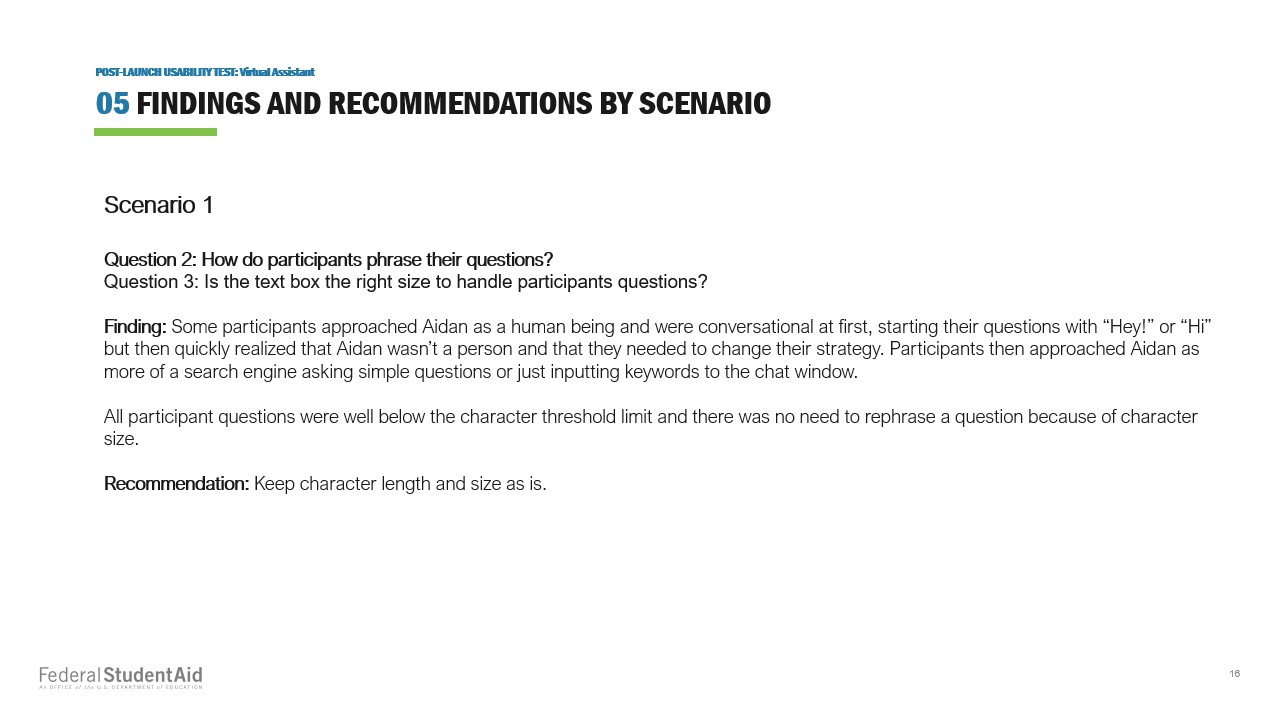 POST-LAUNCH USABILITY TEST: Virtual Assistant
05 FINDINGS AND RECOMMENDATIONS BY SCENARIO
Scenario 1
Question 2: How do participants phrase their questions?
Question 3: Is the text box the right size to handle participants questions?
Finding: Some participants approached Aidan as a human being and were conversational at first, starting their questions with “Hey!” or “Hi”
but then quickly realized that Aidan wasn’t a person and that they needed to change their strategy. Participants then approached Aidan as
more of a search engine asking simple questions or just inputting keywords to the chat window.
All participant questions were well below the character threshold limit and there was no need to rephrase a question because of character
size.
Recommendation: Keep character length and size as is.
Federal StudentAid
An OFFICE of the U.S. DEPARTMENT of EDUCATION
16